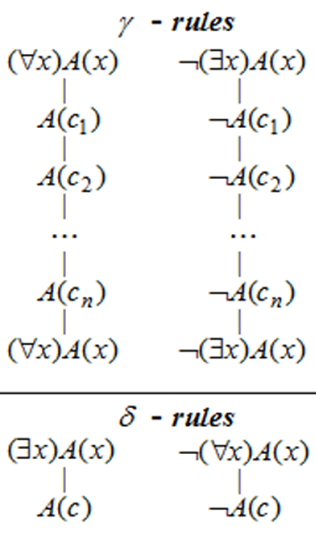 γ - rules
(∀x)A(x) ¬(∃x)A(x)
A(c₁) ¬A(c₁)
A(c₂) ¬A(c₂)
... ...
A(cₙ) ¬A(cₙ)
(∀x)A(x) ¬(∃x)A(x)
δ - rules
(∃x)A(x) ¬(∀x)A(x)
A(c) ¬A(c)